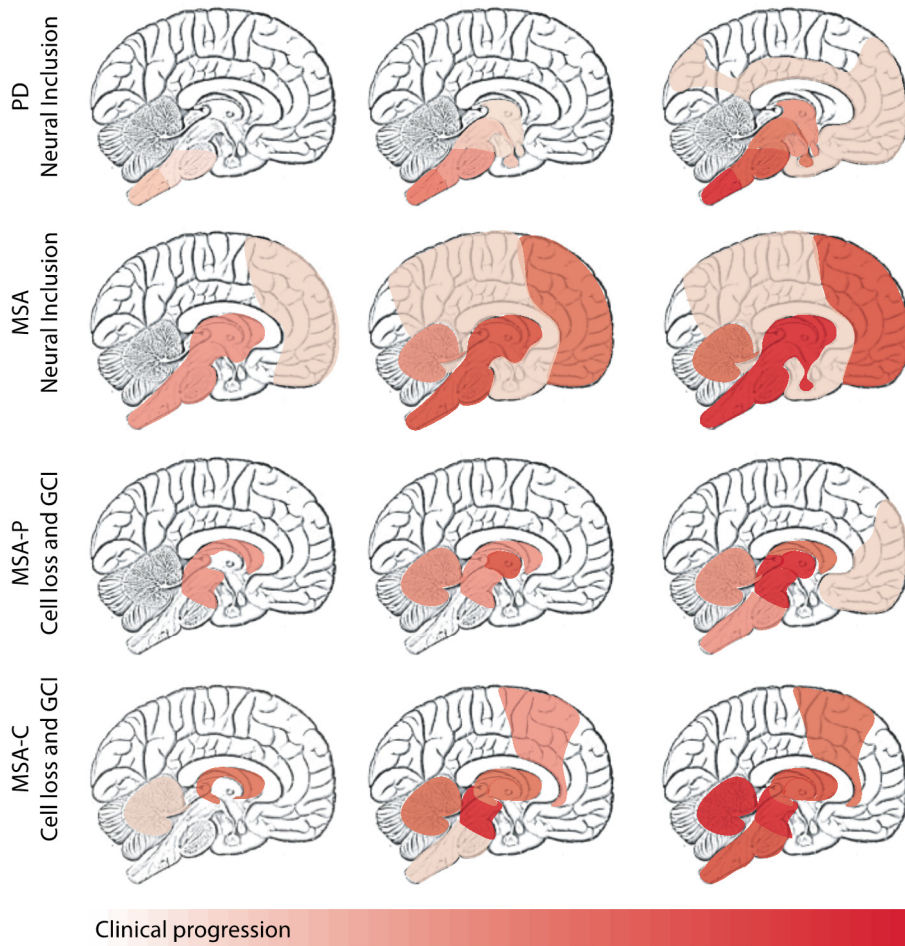 PD
Neural Inclusion
MSA
Neural Inclusion
MSA-P
Cell loss and GCI
MSA-C
Cell loss and GCI
Clinical progression